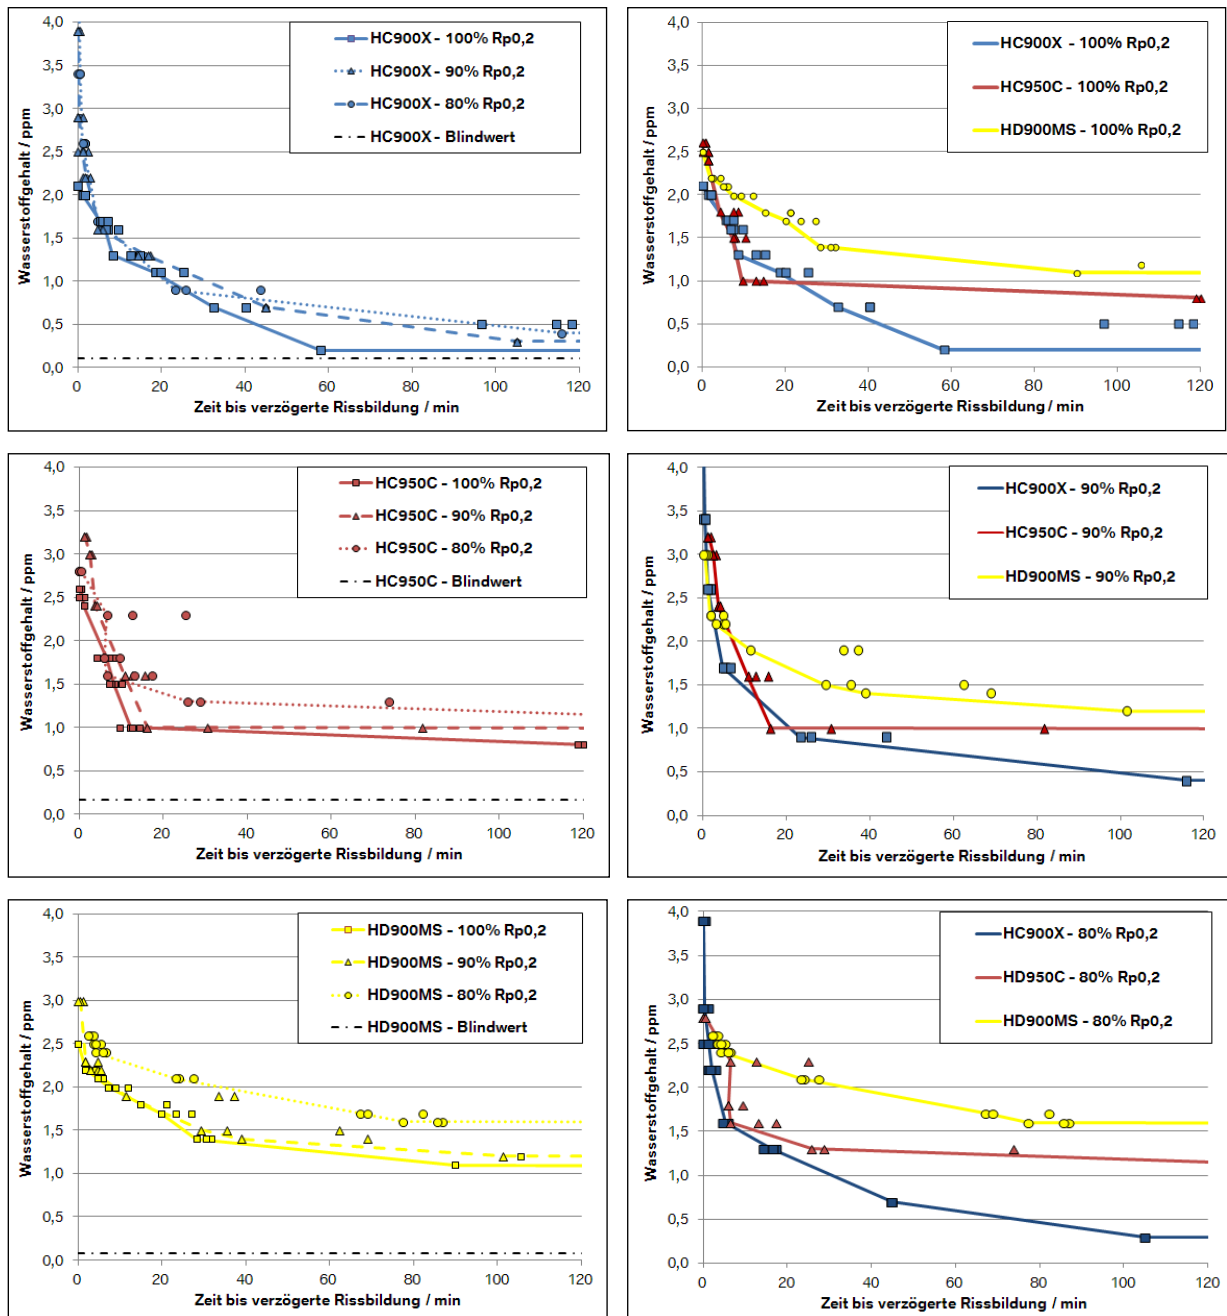 4,0
3,5
3,0
2,5
2,0
1,5
1,0
0,5
0,0
Wasserstoffgehalt / ppm
HC900X - 100% Rp0,2
HC900X - 90% Rp0,2
HC900X - 80% Rp0,2
HC900X - Blindwert
0 20 40 60 80 100 120
Zeit bis verzögerte Rissbildung / min
4,0
3,5
3,0
2,5
2,0
1,5
1,0
0,5
0,0
Wasserstoffgehalt / ppm
HC900X - 100% Rp0,2
HC950C - 100% Rp0,2
HD900MS - 100% Rp0,2
0 20 40 60 80 100 120
Zeit bis verzögerte Rissbildung / min
4,0
3,5
3,0
2,5
2,0
1,5
1,0
0,5
0,0
Wasserstoffgehalt / ppm
HC950C - 100% Rp0,2
HC950C - 90% Rp0,2
HC950C - 80% Rp0,2
HC950C - Blindwert
0 20 40 60 80 100 120
Zeit bis verzögerte Rissbildung / min
4,0
3,5
3,0
2,5
2,0
1,5
1,0
0,5
0,0
Wasserstoffgehalt / ppm
HC900X - 90% Rp0,2
HC950C - 90% Rp0,2
HD900MS - 90% Rp0,2
0 20 40 60 80 100 120
Zeit bis verzögerte Rissbildung / min
4,0
3,5
3,0
2,5
2,0
1,5
1,0
0,5
0,0
Wasserstoffgehalt / ppm
HD900MS - 100% Rp0,2
HD900MS - 90% Rp0,2
HD900MS - 80% Rp0,2
HD900MS - Blindwert
0 20 40 60 80 100 120
Zeit bis verzögerte Rissbildung / min
4,0
3,5
3,0
2,5
2,0
1,5
1,0
0,5
0,0
Wasserstoffgehalt / ppm
HC900X - 80% Rp0,2
HD950C - 80% Rp0,2
HD900MS - 80% Rp0,2
0 20 40 60 80 100 120
Zeit bis verzögerte Rissbildung / min